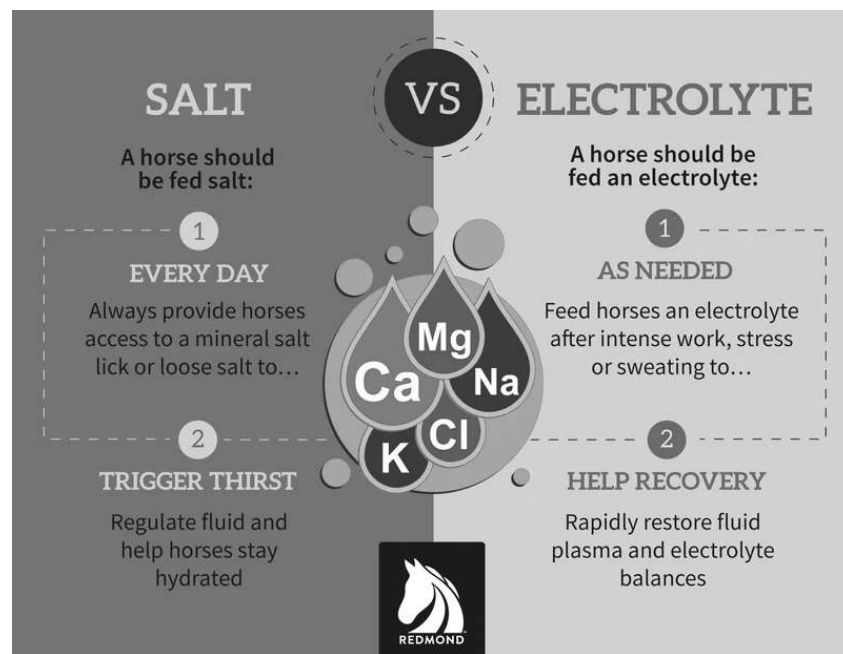 SALT
VS
ELECTROLYTE
A horse should
be fed salt:
1
EVERY DAY
Always provide horses
access to a mineral salt
lick or loose salt to...
2
TRIGGER THIRST
Regulate fluid and
help horses stay
hydrated
A horse should be
fed an electrolyte:
1
AS NEEDED
Feed horses an electrolyte
after intense work, stress
or sweating to...
2
HELP RECOVERY
Rapidly restore fluid
plasma and electrolyte
balances
Mg
Ca
Na
Cl
K
REDMOND